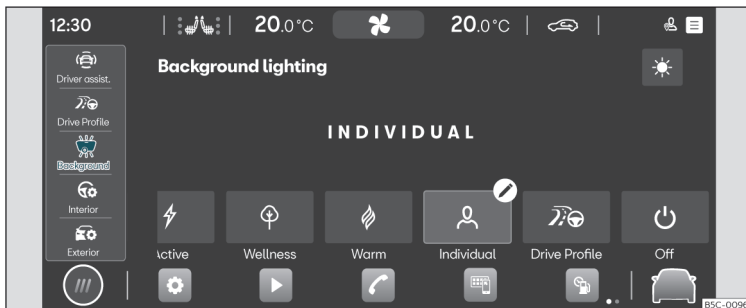 12:30
20.0°C
20.0°C
Driver assist.
Drive Profile
Background
Interior
Exterior
Background lighting
INDIVIDUAL
Active
Wellness
Warm
Individual
Drive Profile
Off
B5C-0096